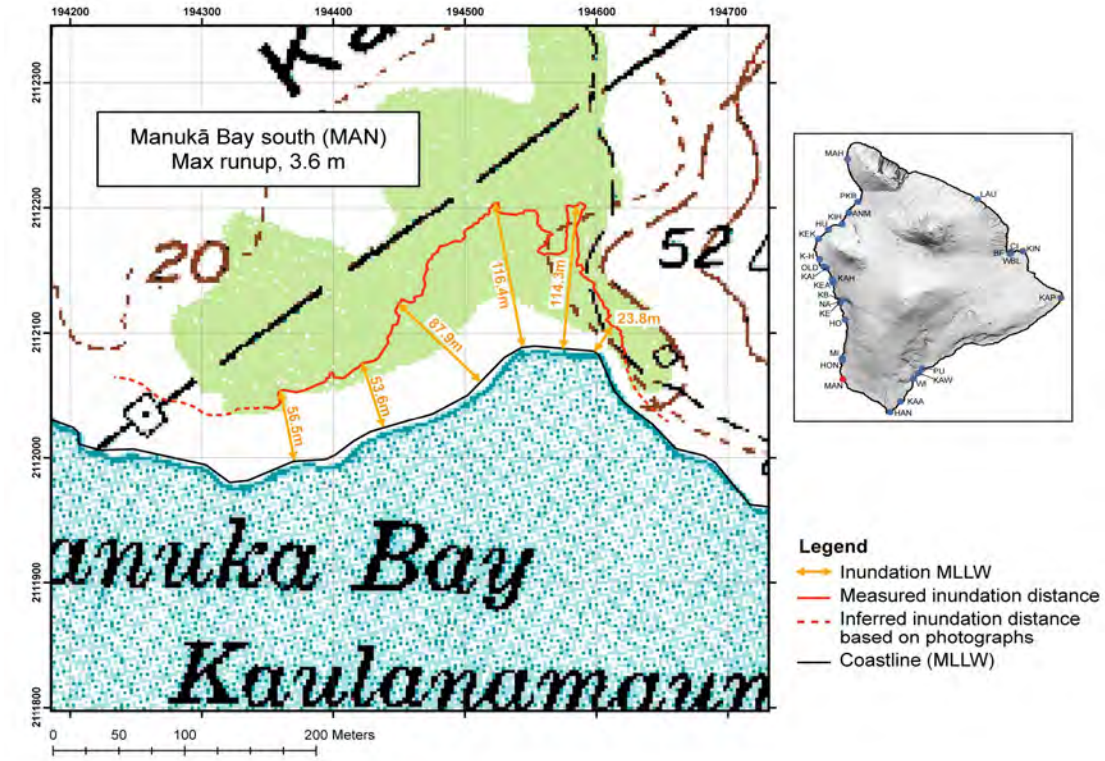 194200 194300 194400 194500 194600 194700
2112300
2112200
2112100
2112000
2111900
2111800
Manukā Bay south (MAN)
Max runup, 3.6 m
20
52
116.4m
114.3m
23.8m
87.9m
53.6m
56.5m
anuka Bay
Kaulanamaun
0 50 100 200 Meters
MAH
LAU
PKB
ANM
KIH
HU
KEK
CI
KIN
BF
WBL
K-H
OLD
KAI
KAH
KEA
KB
NA
KE
HO
KAP
MI
HON
MAN
PU
KAW
WI
KAA
HAN
Legend
Inundation MLLW
Measured inundation distance
Inferred inundation distance
based on photographs
Coastline (MLLW)